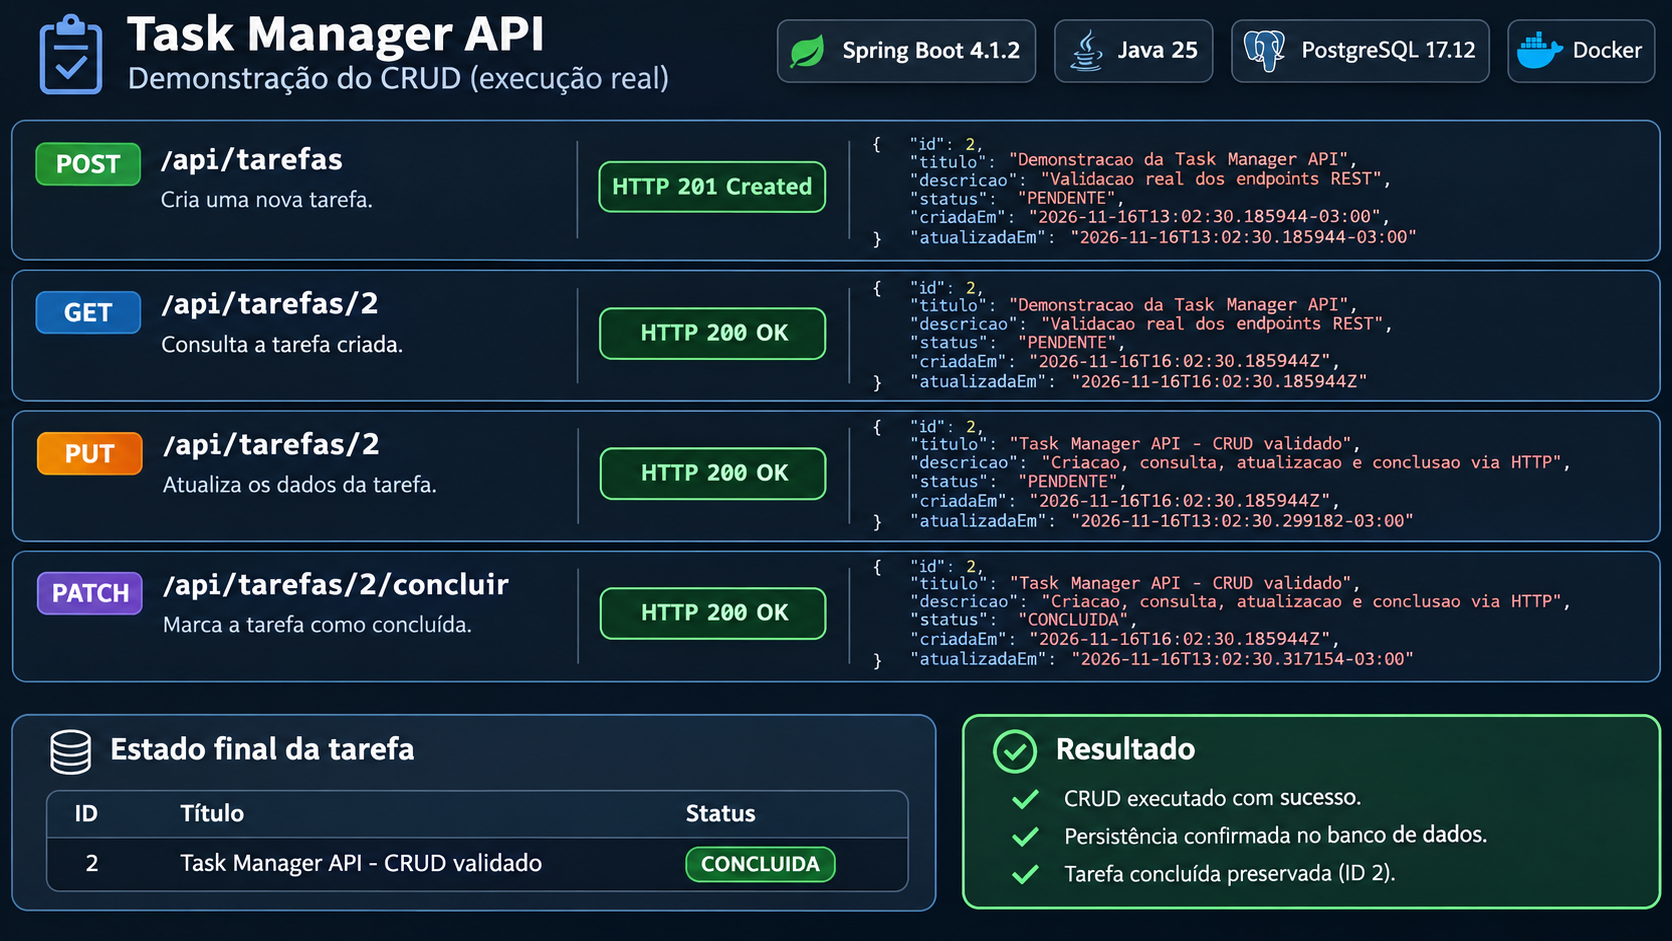 Task Manager API
Demonstração do CRUD (execução real)
Spring Boot 4.1.2
Java 25
PostgreSQL 17.12
Docker
POST
/api/tarefas
Cria uma nova tarefa.
HTTP 201 Created
{ "id": 2,
"titulo": "Demonstracao da Task Manager API",
"descricao": "Validacao real dos endpoints REST",
"status": "PENDENTE",
"criadaEm": "2026-11-16T13:02:30.185944-03:00",
} "atualizadaEm": "2026-11-16T13:02:30.185944-03:00"
GET
/api/tarefas/2
Consulta a tarefa criada.
HTTP 200 OK
{ "id": 2,
"titulo": "Demonstracao da Task Manager API",
"descricao": "Validacao real dos endpoints REST",
"status": "PENDENTE",
"criadaEm": "2026-11-16T16:02:30.185944Z",
} "atualizadaEm": "2026-11-16T16:02:30.185944Z"
PUT
/api/tarefas/2
Atualiza os dados da tarefa.
HTTP 200 OK
{ "id": 2,
"titulo": "Task Manager API - CRUD validado",
"descricao": "Criacao, consulta, atualizacao e conclusao via HTTP",
"status": "PENDENTE",
"criadaEm": "2026-11-16T16:02:30.185944Z",
} "atualizadaEm": "2026-11-16T13:02:30.299182-03:00"
PATCH
/api/tarefas/2/concluir
Marca a tarefa como concluída.
HTTP 200 OK
{ "id": 2,
"titulo": "Task Manager API - CRUD validado",
"descricao": "Criacao, consulta, atualizacao e conclusao via HTTP",
"status": "CONCLUIDA",
"criadaEm": "2026-11-16T16:02:30.185944Z",
} "atualizadaEm": "2026-11-16T13:02:30.317154-03:00"
Estado final da tarefa
ID Título Status
2 Task Manager API - CRUD validado CONCLUIDA
Resultado
CRUD executado com sucesso.
Persistência confirmada no banco de dados.
Tarefa concluída preservada (ID 2).